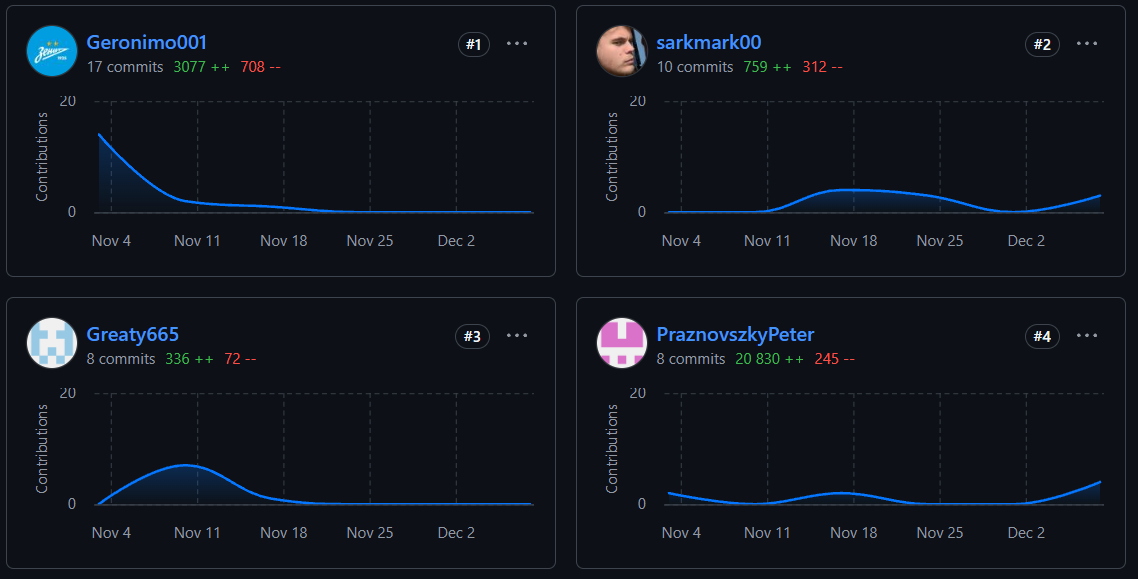 Geronimo001
#1
17 commits 3077 ++ 708 --
20
Contributions
0
Nov 4 Nov 11 Nov 18 Nov 25 Dec 2
sarkmark00
#2
10 commits 759 ++ 312 --
20
Contributions
0
Nov 4 Nov 11 Nov 18 Nov 25 Dec 2
Greaty665
#3
8 commits 336 ++ 72 --
20
Contributions
0
Nov 4 Nov 11 Nov 18 Nov 25 Dec 2
PraznovszkyPeter
#4
8 commits 20 830 ++ 245 --
20
Contributions
0
Nov 4 Nov 11 Nov 18 Nov 25 Dec 2